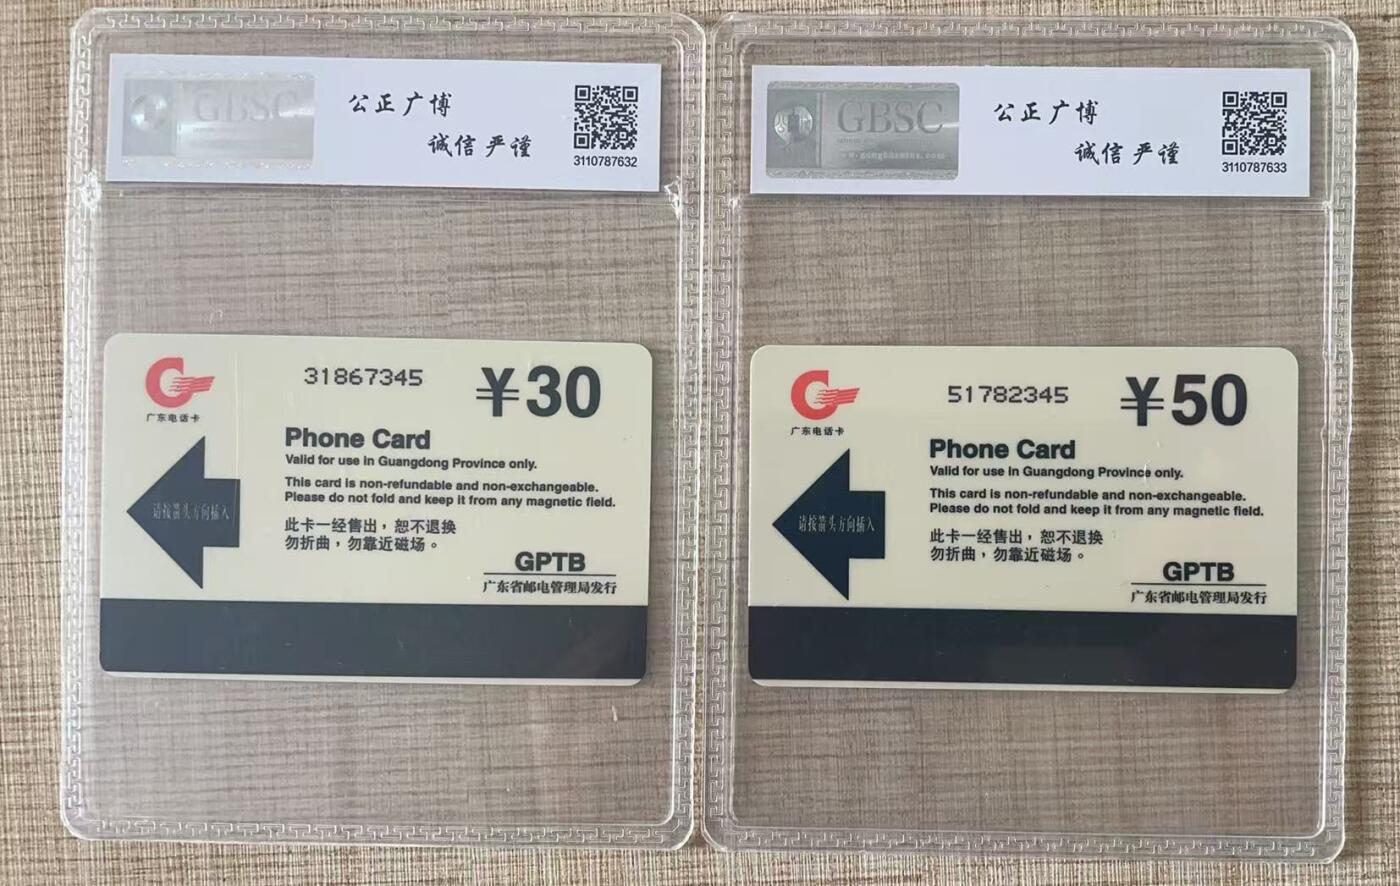 GBSC
公正广博
诚信严谨
3110787632
GBSC
www.gongbocoins.com
公正广博
诚信严谨
3110787633
广东电话卡
31867345
¥30
Phone Card
Valid for use in Guangdong Province only.
This card is non-refundable and non-exchangeable.
Please do not fold and keep it from any magnetic field.
请按箭头方向插入
此卡一经售出，恕不退换
勿折曲，勿靠近磁场。
GPTB
广东省邮电管理局发行
广东电话卡
51782345
¥50
Phone Card
Valid for use in Guangdong Province only.
This card is non-refundable and non-exchangeable.
Please do not fold and keep it from any magnetic field.
请按箭头方向插入
此卡一经售出，恕不退换
勿折曲，勿靠近磁场。
GPTB
广东省邮电管理局发行